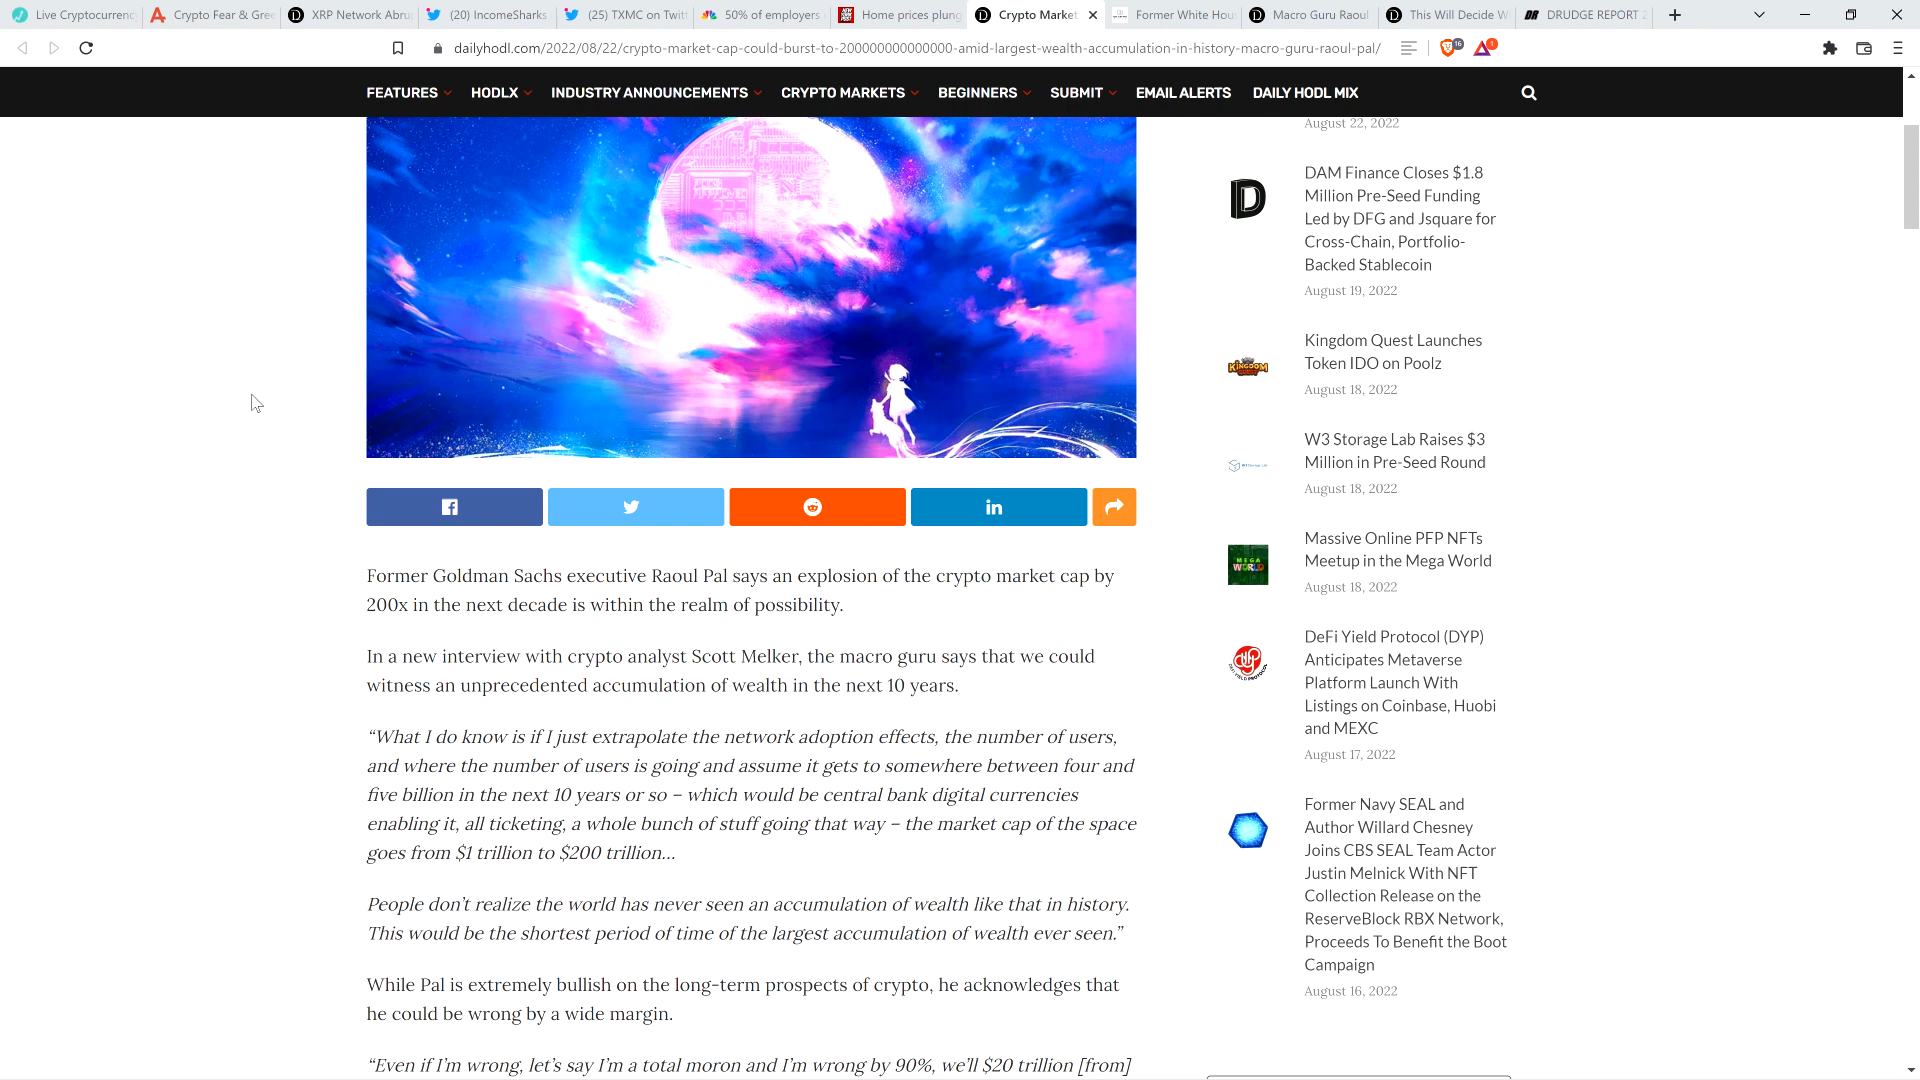 Live Cryptocurrenc
Crypto Fear & Gree
XRP Network Abru
(20) IncomeSharks
(25) TXMC on Twitt
50% of employers
Home prices plung
Crypto Market
Former White Hou
Macro Guru Raoul
This Will Decide W
DRUDGE REPORT 2
dailyhodl.com/2022/08/22/crypto-market-cap-could-burst-to-200000000000000-amid-largest-wealth-accumulation-in-history-macro-guru-raoul-pal/
16
1
FEATURES HODLX INDUSTRY ANNOUNCEMENTS CRYPTO MARKETS BEGINNERS SUBMIT EMAIL ALERTS DAILY HODL MIX
Former Goldman Sachs executive Raoul Pal says an explosion of the crypto market cap by
200x in the next decade is within the realm of possibility.
In a new interview with crypto analyst Scott Melker, the macro guru says that we could
witness an unprecedented accumulation of wealth in the next 10 years.
“What I do know is if I just extrapolate the network adoption effects, the number of users,
and where the number of users is going and assume it gets to somewhere between four and
five billion in the next 10 years or so – which would be central bank digital currencies
enabling it, all ticketing, a whole bunch of stuff going that way – the market cap of the space
goes from $1 trillion to $200 trillion…
People don’t realize the world has never seen an accumulation of wealth like that in history.
This would be the shortest period of time of the largest accumulation of wealth ever seen.”
While Pal is extremely bullish on the long-term prospects of crypto, he acknowledges that
he could be wrong by a wide margin.
“Even if I’m wrong, let’s say I’m a total moron and I’m wrong by 90%, we’ll $20 trillion [from]
August 22, 2022
DAM Finance Closes $1.8
Million Pre-Seed Funding
Led by DFG and Jsquare for
Cross-Chain, Portfolio-
Backed Stablecoin
August 19, 2022
KINGDOM
Kingdom Quest Launches
Token IDO on Poolz
August 18, 2022
W3 Storage Lab Raises $3
Million in Pre-Seed Round
August 18, 2022
MEGA
WORLD
Massive Online PFP NFTs
Meetup in the Mega World
August 18, 2022
DeFi Yield Protocol (DYP)
Anticipates Metaverse
Platform Launch With
Listings on Coinbase, Huobi
and MEXC
August 17, 2022
Former Navy SEAL and
Author Willard Chesney
Joins CBS SEAL Team Actor
Justin Melnick With NFT
Collection Release on the
ReserveBlock RBX Network,
Proceeds To Benefit the Boot
Campaign
August 16, 2022